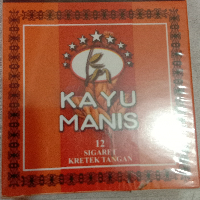 KAYU
MANIS
12
SIGARET
KRETEK TANGAN